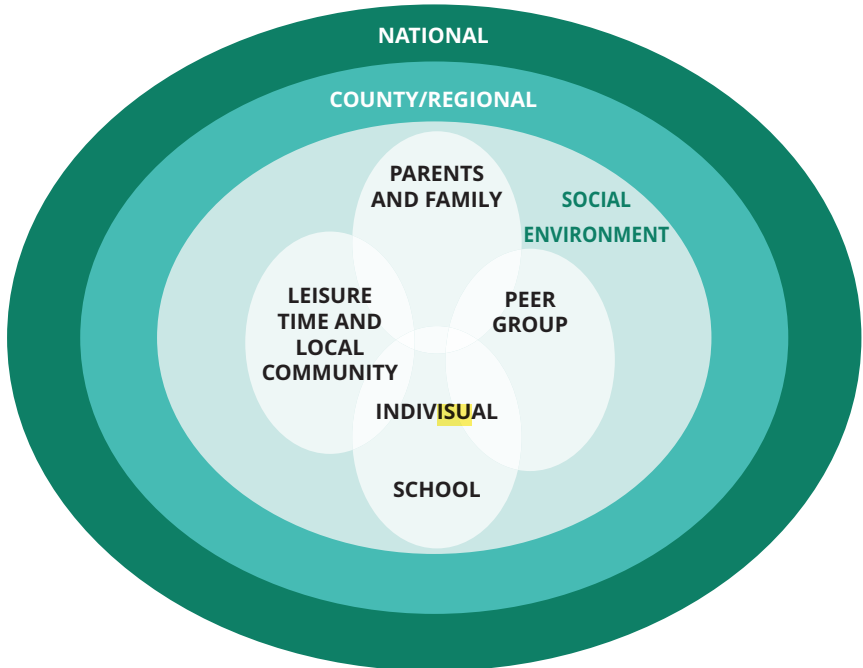 NATIONAL
COUNTY/REGIONAL
PARENTS
AND FAMILY
SOCIAL
ENVIRONMENT
LEISURE
TIME AND
LOCAL
COMMUNITY
PEER
GROUP
INDIVISUAL
SCHOOL